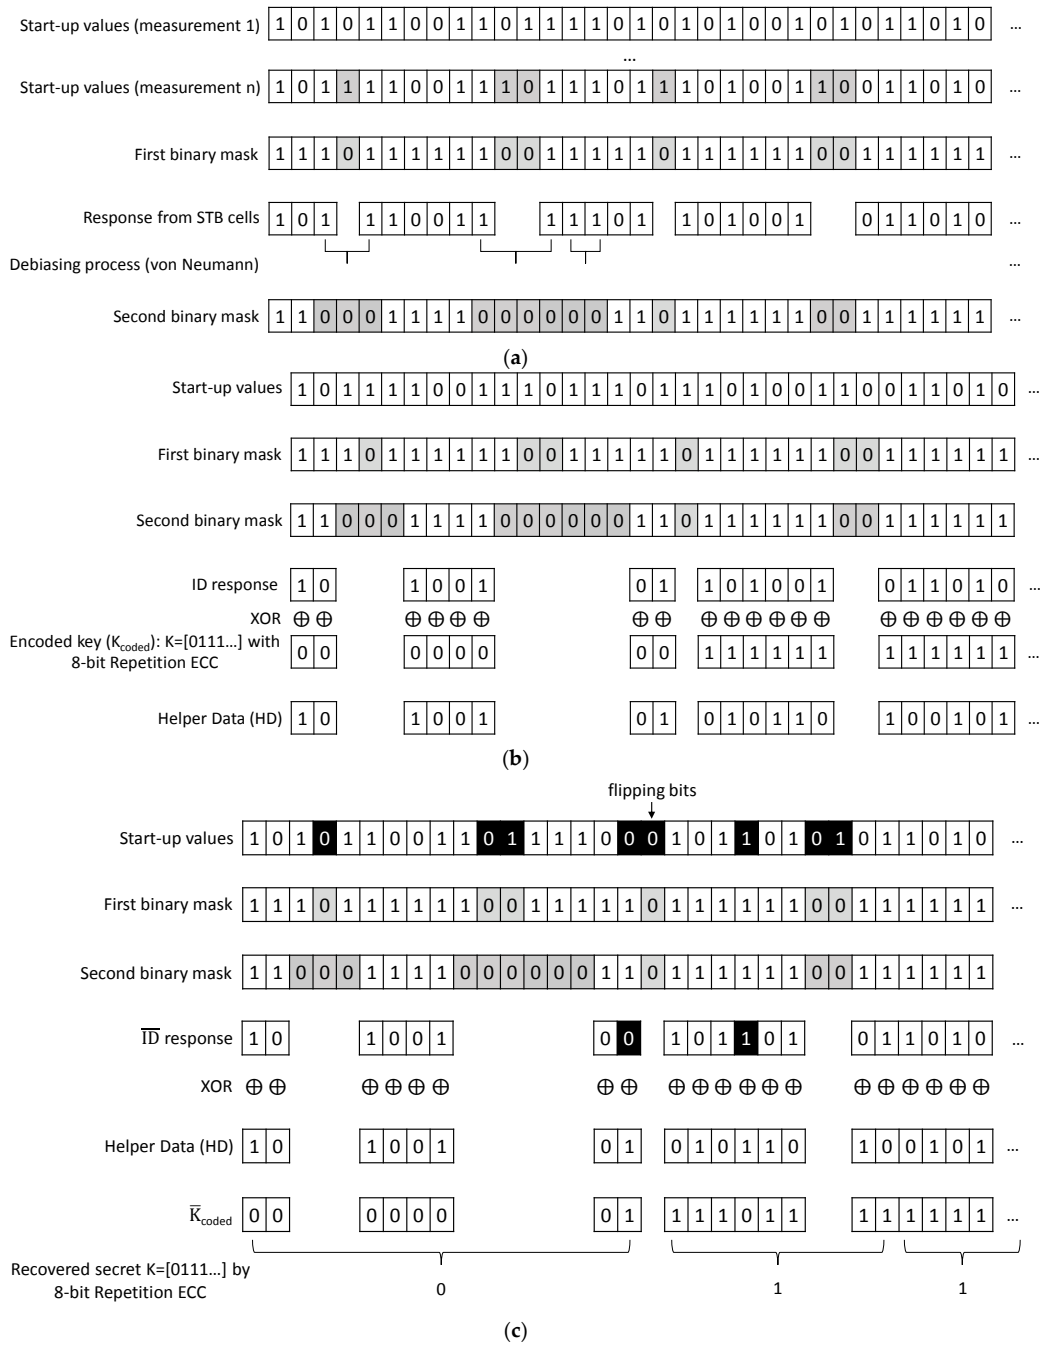 Start-up values (measurement 1) 1 0 1 0 1 1 0 0 1 1 0 1 1 1 1 0 1 0 1 0 1 0 0 1 0 1 0 1 1 0 1 0 ...
...
Start-up values (measurement n) 1 0 1 1 1 1 0 0 1 1 1 0 1 1 1 0 1 1 1 0 1 0 0 1 1 0 0 1 1 0 1 0 ...
First binary mask 1 1 1 0 1 1 1 1 1 1 0 0 1 1 1 1 1 0 1 1 1 1 1 1 0 0 1 1 1 1 1 1 ...
Response from STB cells 1 0 1 1 1 0 0 1 1 1 1 1 0 1 1 0 1 0 0 1 0 1 1 0 1 0 ...
Debiasing process (von Neumann) ...
Second binary mask 1 1 0 0 0 1 1 1 1 0 0 0 0 0 0 1 1 0 1 1 1 1 1 1 0 0 1 1 1 1 1 1 ...
(a)
Start-up values 1 0 1 1 1 1 0 0 1 1 1 0 1 1 1 0 1 1 1 0 1 0 0 1 1 0 0 1 1 0 1 0 ...
First binary mask 1 1 1 0 1 1 1 1 1 1 0 0 1 1 1 1 1 0 1 1 1 1 1 1 0 0 1 1 1 1 1 1 ...
Second binary mask 1 1 0 0 0 1 1 1 1 0 0 0 0 0 0 1 1 0 1 1 1 1 1 1 0 0 1 1 1 1 1 1
ID response 1 0 1 0 0 1 0 1 1 0 1 0 0 1 0 1 1 0 1 0 ...
XOR ⊕ ⊕ ⊕ ⊕ ⊕ ⊕ ⊕ ⊕ ⊕ ⊕ ⊕ ⊕ ⊕ ⊕ ⊕ ⊕ ⊕ ⊕ ⊕ ⊕
Encoded key (Kcoded): K=[0111...] with
8-bit Repetition ECC 0 0 0 0 0 0 0 0 1 1 1 1 1 1 1 1 1 1 1 1 ...
Helper Data (HD) 1 0 1 0 0 1 0 1 0 1 0 1 1 0 1 0 0 1 0 1 ...
(b)
flipping bits
Start-up values 1 0 1 0 1 1 0 0 1 1 0 1 1 1 1 0 0 0 1 0 1 1 0 1 0 1 0 1 1 0 1 0 ...
First binary mask 1 1 1 0 1 1 1 1 1 1 0 0 1 1 1 1 1 0 1 1 1 1 1 1 0 0 1 1 1 1 1 1 ...
Second binary mask 1 1 0 0 0 1 1 1 1 0 0 0 0 0 0 1 1 0 1 1 1 1 1 1 0 0 1 1 1 1 1 1
I̅D̅ response 1 0 1 0 0 1 0 0 1 0 1 1 0 1 0 1 1 0 1 0 ...
XOR ⊕ ⊕ ⊕ ⊕ ⊕ ⊕ ⊕ ⊕ ⊕ ⊕ ⊕ ⊕ ⊕ ⊕ ⊕ ⊕ ⊕ ⊕ ⊕ ⊕
Helper Data (HD) 1 0 1 0 0 1 0 1 0 1 0 1 1 0 1 0 0 1 0 1 ...
K̅coded 0 0 0 0 0 0 0 1 1 1 1 0 1 1 1 1 1 1 1 1 ...
Recovered secret K=[0111...] by
8-bit Repetition ECC 0 1 1
(c)